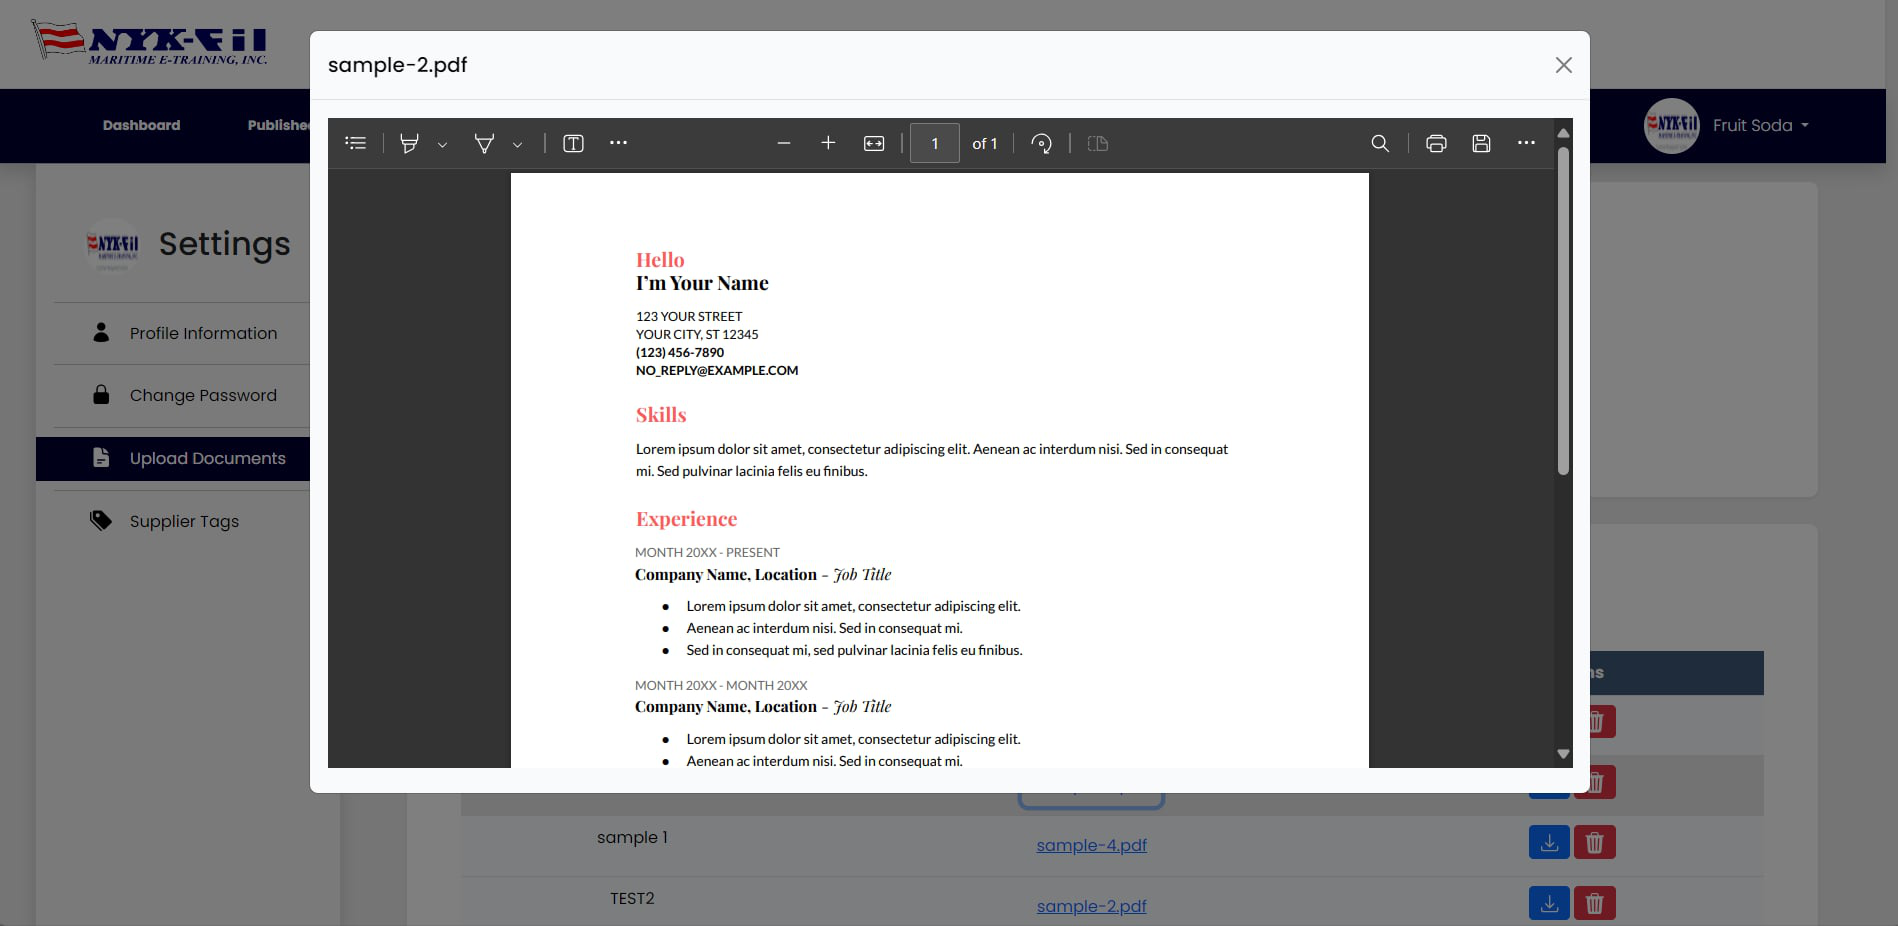 NYK-Fil
MARITIME E-TRAINING, INC.
sample-2.pdf
Dashboard
Fruit Soda
1
of 1
Settings
Profile Information
Change Password
Upload Documents
Supplier Tags
Hello
I'm Your Name
123 YOUR STREET
YOUR CITY, ST 12345
(123) 456-7890
NO_REPLY@EXAMPLE.COM
Skills
Lorem ipsum dolor sit amet, consectetur adipiscing elit. Aenean ac interdum nisi. Sed in consequat
mi. Sed pulvinar lacinia felis eu finibus.
Experience
MONTH 20XX - PRESENT
Company Name, Location - Job Title
● Lorem ipsum dolor sit amet, consectetur adipiscing elit.
● Aenean ac interdum nisi. Sed in consequat mi.
● Sed in consequat mi, sed pulvinar lacinia felis eu finibus.
MONTH 20XX - MONTH 20XX
Company Name, Location - Job Title
● Lorem ipsum dolor sit amet, consectetur adipiscing elit.
● Aenean ac interdum nisi. Sed in consequat mi.
sample 1
sample-4.pdf
TEST2
sample-2.pdf